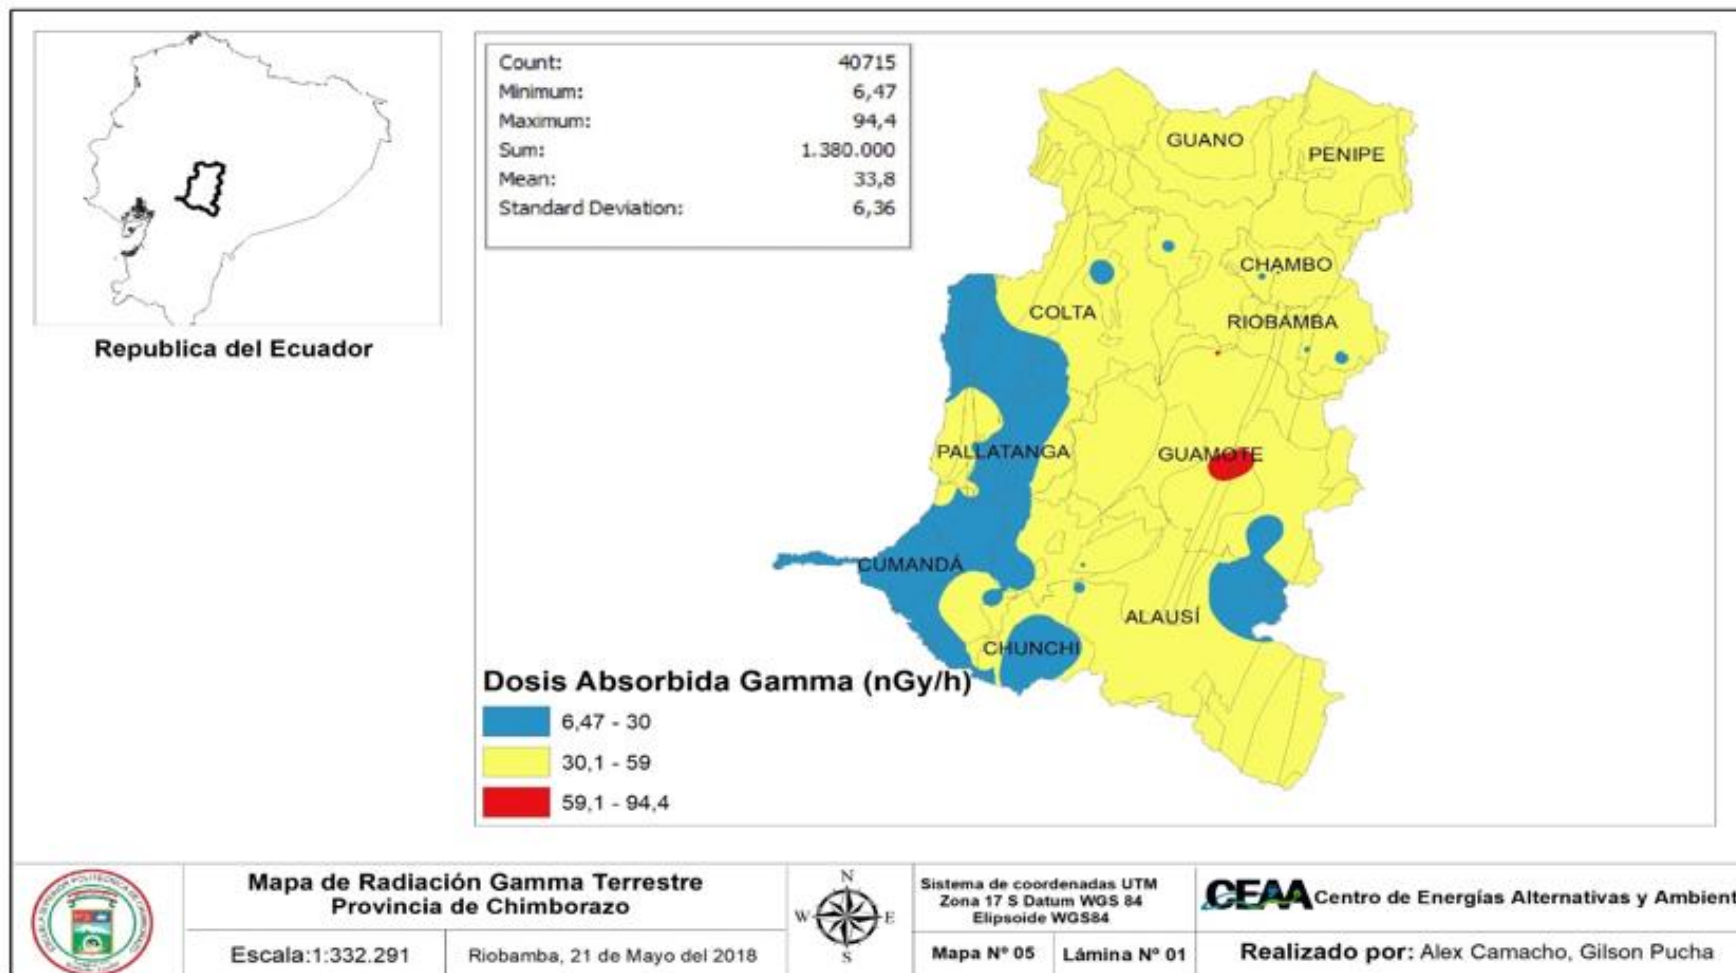 Count: 40715
Minimum: 6,47
Maximum: 94,4
Sum: 1.380.000
Mean: 33,8
Standard Deviation: 6,36
Republica del Ecuador
GUANO
PENIPE
CHAMBO
COLTA
RIOBAMBA
PALLATANGA
GUAMOTE
CUMANDÁ
ALAUSÍ
CHUNCHI
Dosis Absorbida Gamma (nGy/h)
6,47 - 30
30,1 - 59
59,1 - 94,4
Mapa de Radiación Gamma Terrestre
Provincia de Chimborazo
Escala:1:332.291
Riobamba, 21 de Mayo del 2018
N
W
E
S
Sistema de coordenadas UTM
Zona 17 S Datum WGS 84
Elipsoide WGS84
Mapa Nº 05
Lámina Nº 01
CEAA Centro de Energías Alternativas y Ambient
Realizado por: Alex Camacho, Gilson Pucha